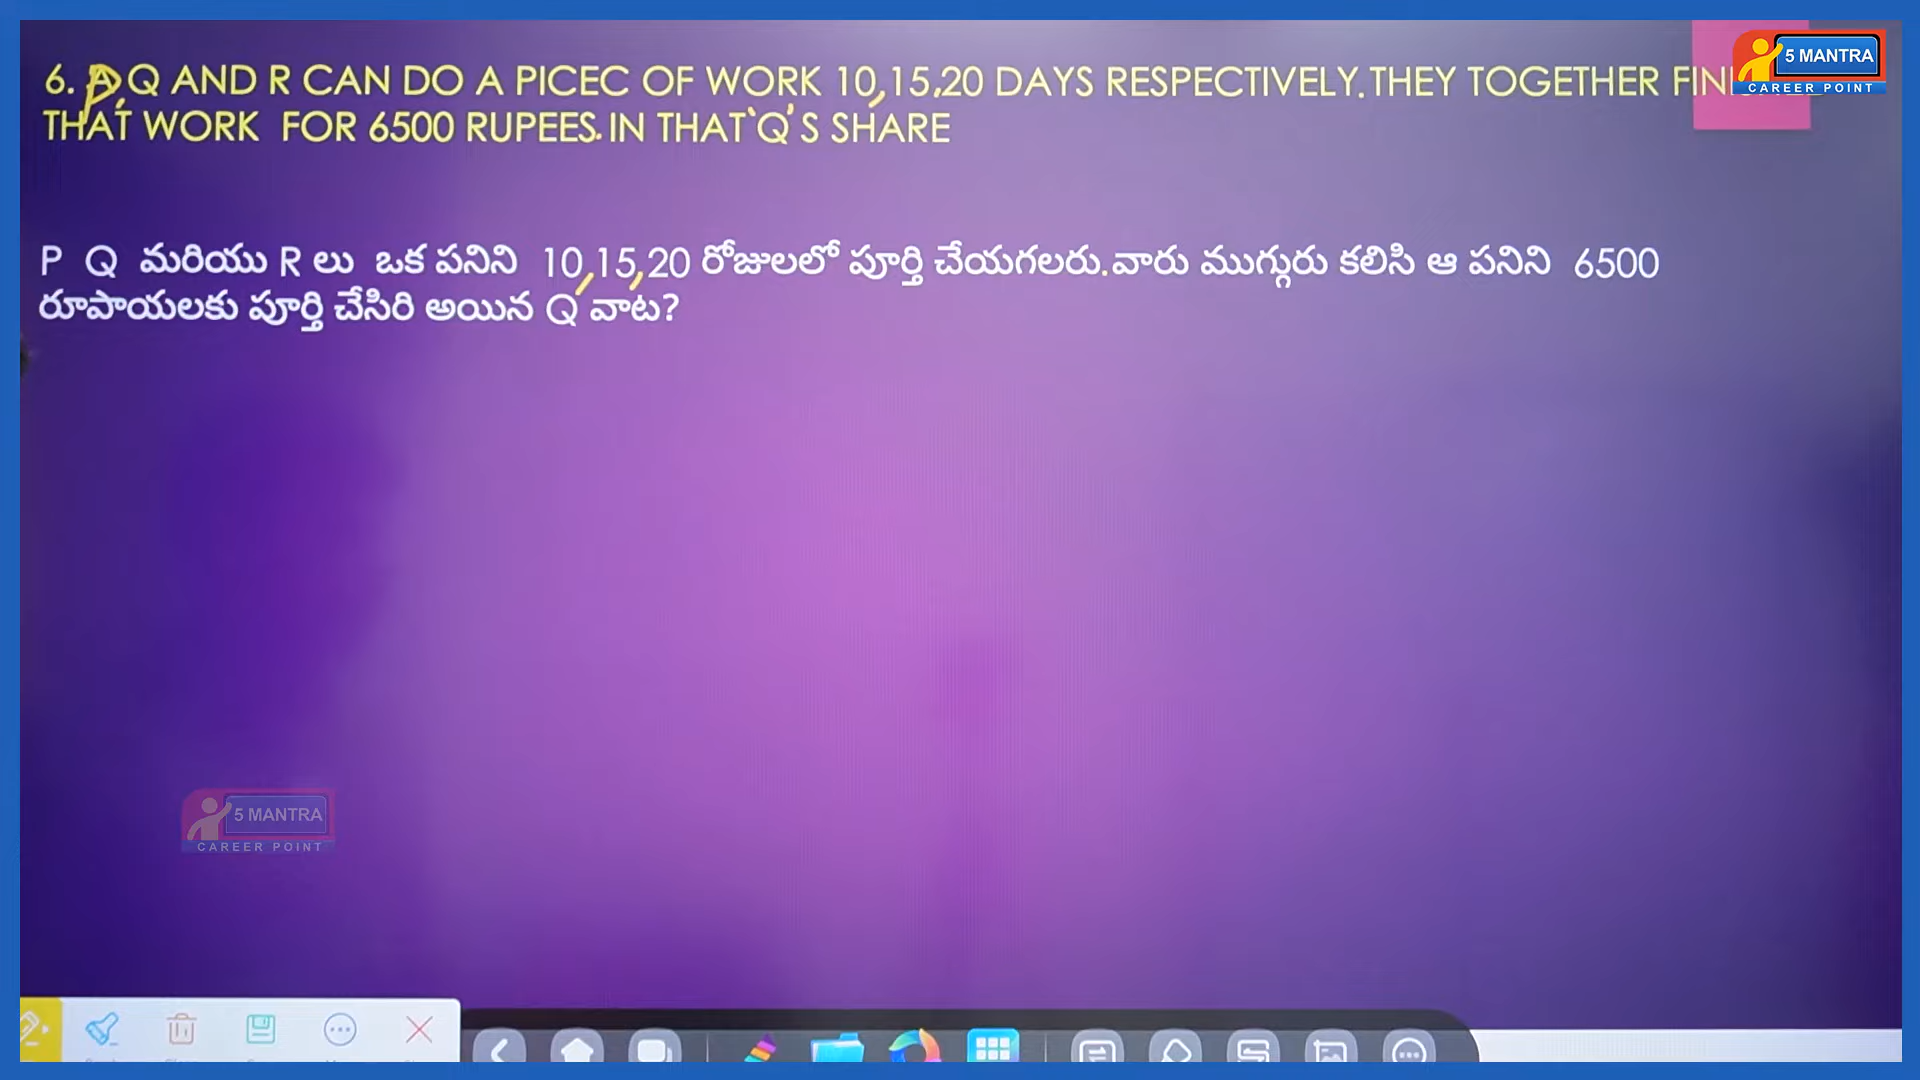 6. P, Q AND R CAN DO A PICEC OF WORK 10,15,20 DAYS RESPECTIVELY.THEY TOGETHER
THAT WORK FOR 6500 RUPEES. IN THAT 'Q' S SHARE
P Q మరియు R లు ఒక పనిని 10,15,20 రోజులలో పూర్తి చేయగలరు.వారు ముగ్గురు కలిసి ఆ పనిని 6500
రూపాయలకు పూర్తి చేసిరి అయిన Q వాట?
5 MANTRA
CAREER POINT
5 MANTRA
CAREER POINT